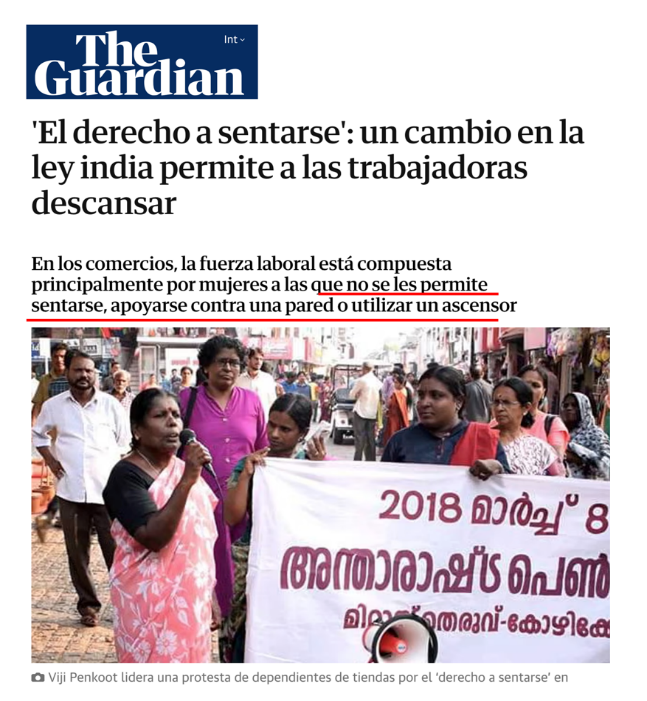 The
Guardian
Int
'El derecho a sentarse': un cambio en la
ley india permite a las trabajadoras
descansar
En los comercios, la fuerza laboral está compuesta
principalmente por mujeres a las que no se les permite
sentarse, apoyarse contra una pared o utilizar un ascensor
2018 മാർച്ച് 8
അന്താരാഷ്ട പെൺ
തെരുവ്-കോഴിക്കോ
Viji Penkoot lidera una protesta de dependientes de tiendas por el 'derecho a sentarse' en